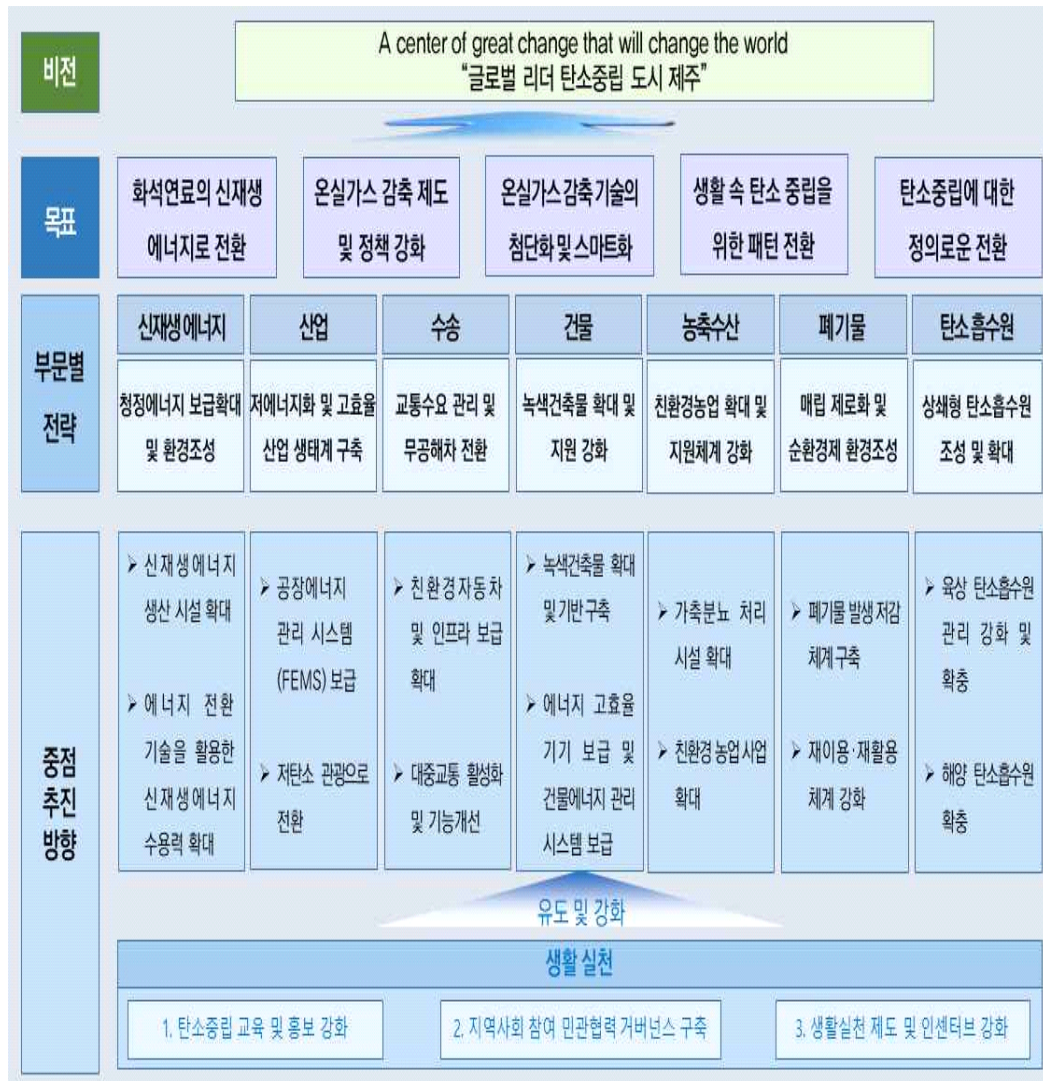 비전
A center of great change that will change the world
“글로벌 리더 탄소중립 도시 제주”
목표
화석연료의 신재생
에너지로 전환
온실가스 감축 제도
및 정책 강화
온실가스 감축 기술의
첨단화 및 스마트화
생활 속 탄소 중립을
위한 패턴 전환
탄소중립에 대한
정의로운 전환
부문별
전략
신재생에너지
청정에너지 보급확대
및 환경조성
산업
저에너지화 및 고효율
산업 생태계 구축
수송
교통수요 관리 및
무공해차 전환
건물
녹색건축물 확대 및
지원 강화
농축수산
친환경농업 확대 및
지원체계 강화
폐기물
매립 제로화 및
순환경제 환경조성
탄소흡수원
상쇄형 탄소흡수원
조성 및 확대
중점
추진
방향
➢ 신재생에너지
생산 시설 확대
➢ 에너지 전환
기술을 활용한
신재생에너지
수용력 확대
➢ 공장에너지
관리 시스템
(FEMS) 보급
➢ 저탄소 관광으로
전환
➢ 친환경자동차
및 인프라 보급
확대
➢ 대중교통 활성화
및 기능개선
➢ 녹색건축물 확대
및 기반 구축
➢ 에너지 고효율
기기 보급 및
건물에너지 관리
시스템 보급
➢ 가축분뇨 처리
시설 확대
➢ 친환경 농업 사업
확대
➢ 폐기물 발생 저감
체계 구축
➢ 재이용·재활용
체계 강화
➢ 육상 탄소흡수원
관리 강화 및
확충
➢ 해양 탄소흡수원
확충
유도 및 강화
생활 실천
1. 탄소중립 교육 및 홍보 강화
2. 지역사회 참여 민관협력 거버넌스 구축
3. 생활실천 제도 및 인센티브 강화